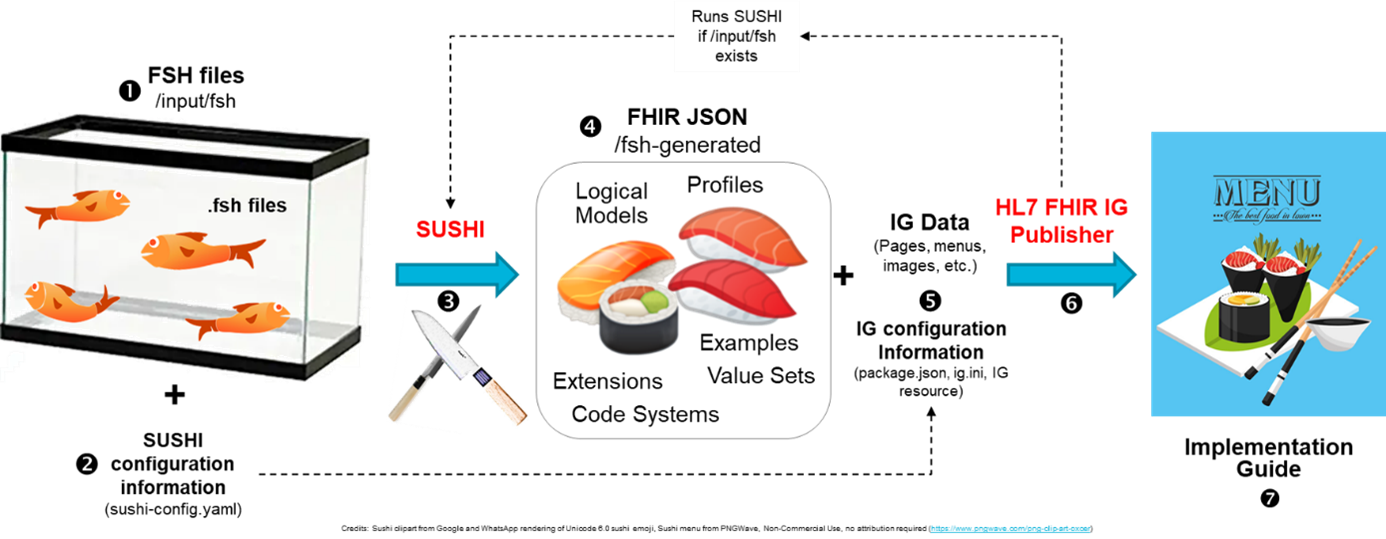 Runs SUSHI
if /input/fsh
exists
❶ FSH files
/input/fsh
.fsh files
+
❷ SUSHI
configuration
information
(sushi-config.yaml)
SUSHI
❸
❹ FHIR JSON
/fsh-generated
Logical
Models
Profiles
Examples
Extensions
Value Sets
Code Systems
+
IG Data
(Pages, menus,
images, etc.)
❺
IG configuration
Information
(package.json, ig.ini, IG
resource)
HL7 FHIR IG
Publisher
❻
MENU
The best food in town
Implementation
Guide
❼
Credits: Sushi clipart from Google and WhatsApp rendering of Unicode 6.0 sushi emoji, Sushi menu from PNGWave, Non-Commercial Use, no attribution required (https://www.pngwave.com/png-clip-art-oxcer)